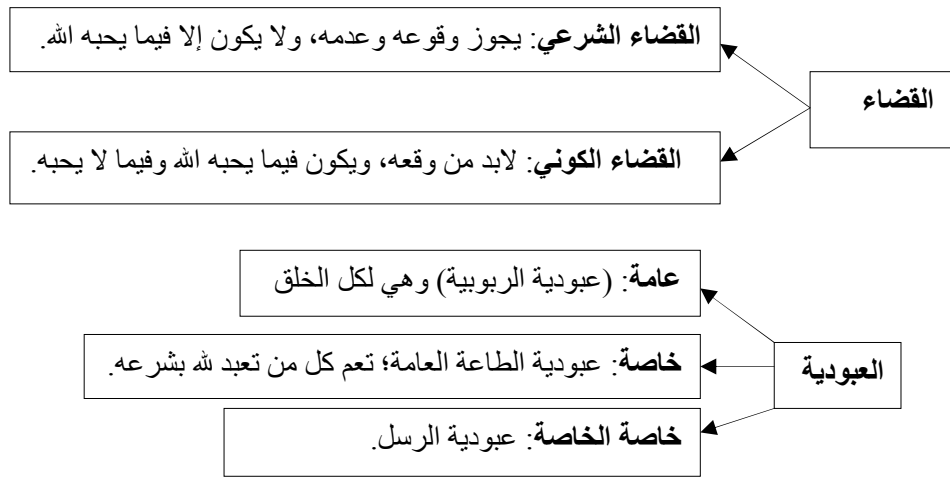 القضاء
القضاء الشرعي: يجوز وقوعه وعدمه، ولا يكون إلا فيما يحبه الله.
القضاء الكوني: لابد من وقعه، ويكون فيما يحبه الله وفيما لا يحبه.
العبودية
عامة: (عبودية الربوبية) وهي لكل الخلق
خاصة: عبودية الطاعة العامة؛ تعم كل من تعبد لله بشرعه.
خاصة الخاصة: عبودية الرسل.